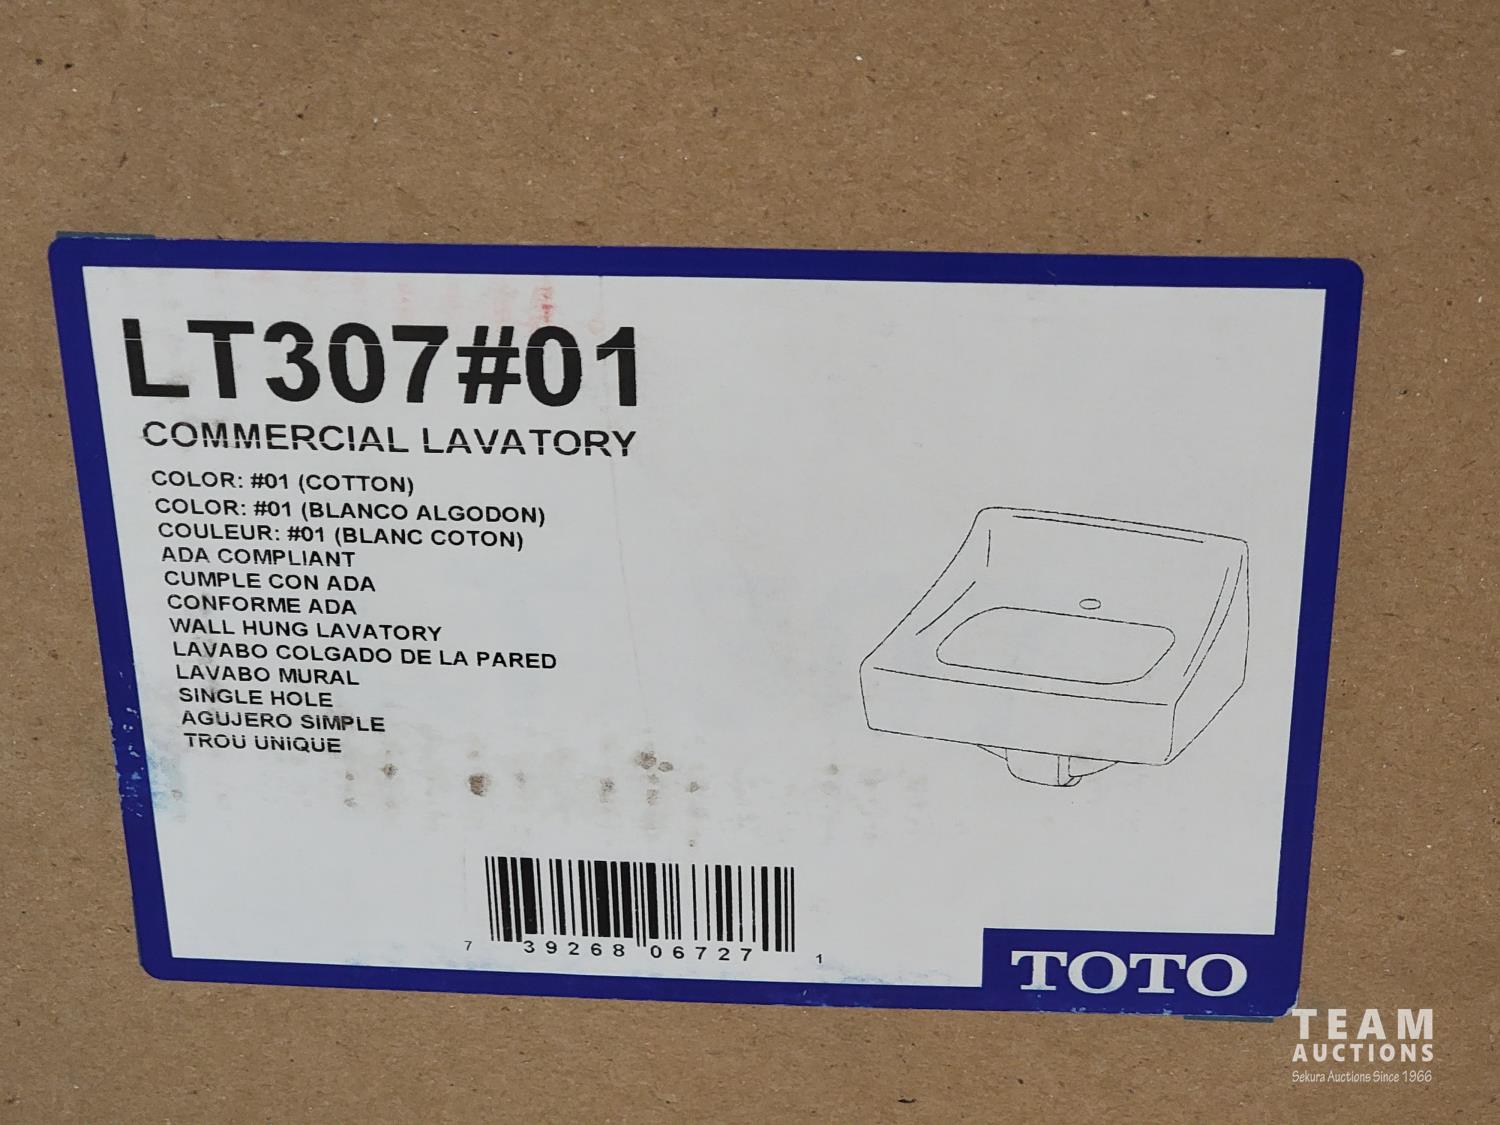 LT307#01
COMMERCIAL LAVATORY
COLOR: #01 (COTTON)
COLOR: #01 (BLANCO ALGODON)
COULEUR: #01 (BLANC COTON)
ADA COMPLIANT
CUMPLE CON ADA
CONFORME ADA
WALL HUNG LAVATORY
LAVABO COLGADO DE LA PARED
LAVABO MURAL
SINGLE HOLE
AGUJERO SIMPLE
TROU UNIQUE
7 39268 06727 1
TOTO
TEAM
AUCTIONS
Sekura Auctions Since 1966